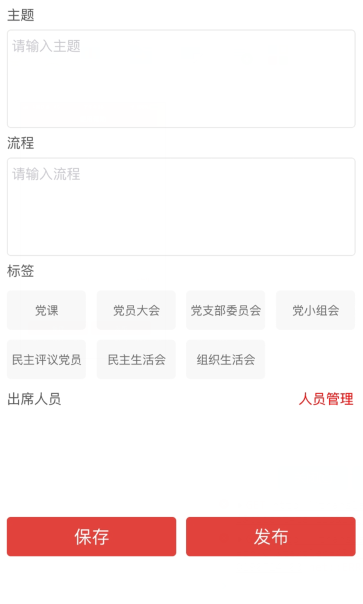 主题
请输入主题
流程
请输入流程
标签
党课 党员大会 党支部委员会 党小组会
民主评议党员 民主生活会 组织生活会
出席人员 人员管理
保存 发布